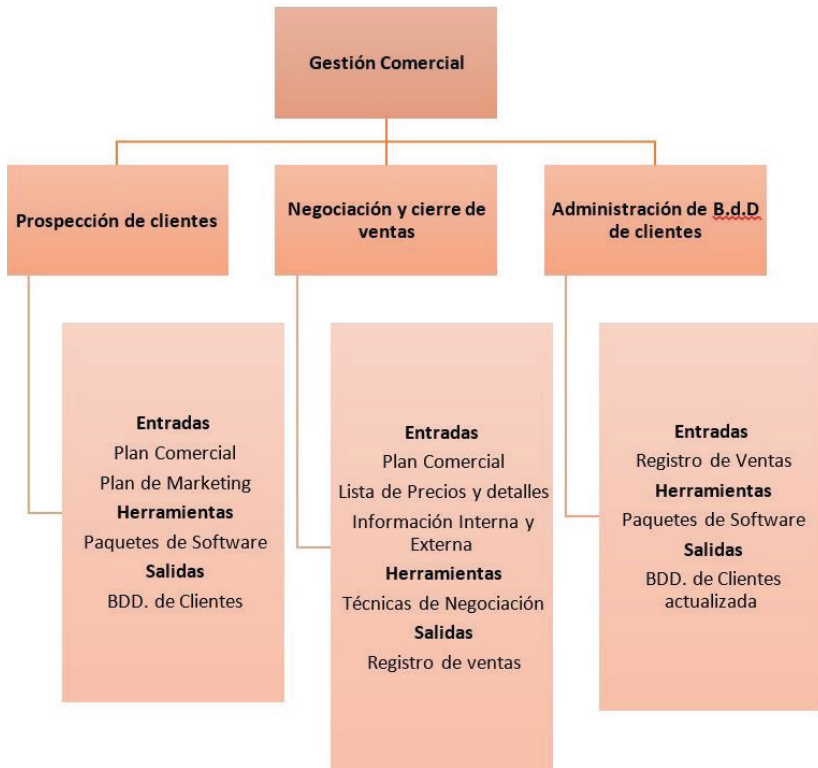 Gestión Comercial
Prospección de clientes
Negociación y cierre de
ventas
Administración de B.d.D
de clientes
Entradas
Plan Comercial
Plan de Marketing
Herramientas
Paquetes de Software
Salidas
BDD. de Clientes
Entradas
Plan Comercial
Lista de Precios y detalles
Información Interna y
Externa
Herramientas
Técnicas de Negociación
Salidas
Registro de ventas
Entradas
Registro de Ventas
Herramientas
Paquetes de Software
Salidas
BDD. de Clientes
actualizada